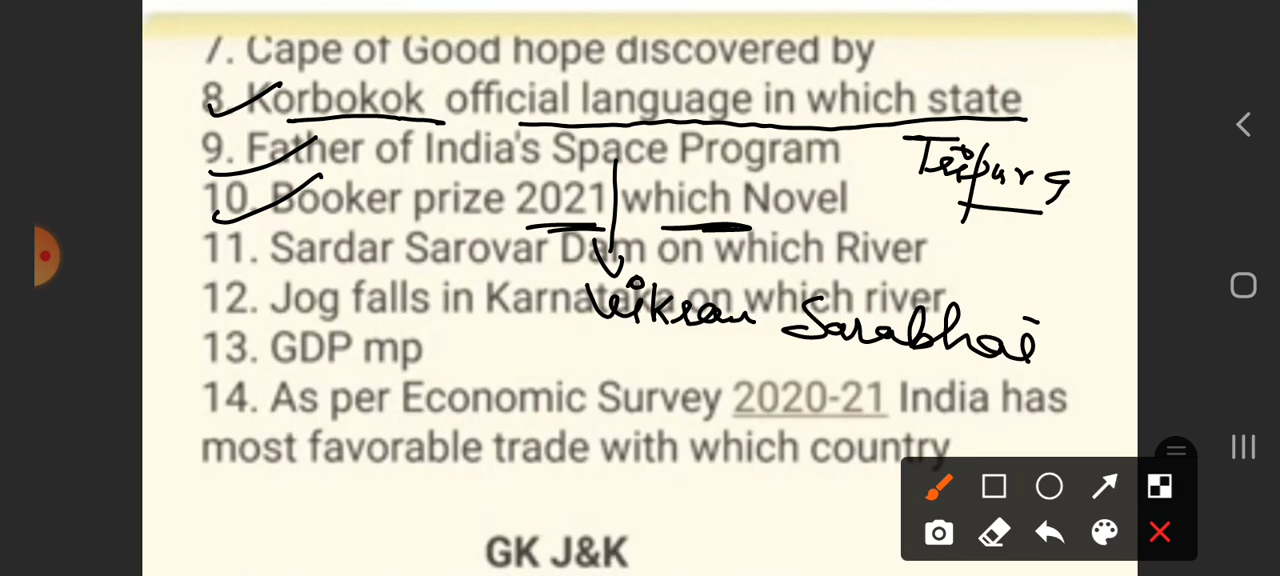 7. Cape of Good hope discovered by
8. Korbokok official language in which state
9. Father of India's Space Program
Tripura
10. Booker prize 2021 which Novel
11. Sardar Sarovar Dam on which River
12. Jog falls in Karnataka on which river
Vikram Sarabhai
13. GDP mp
14. As per Economic Survey 2020-21 India has
most favorable trade with which country
GK J&K